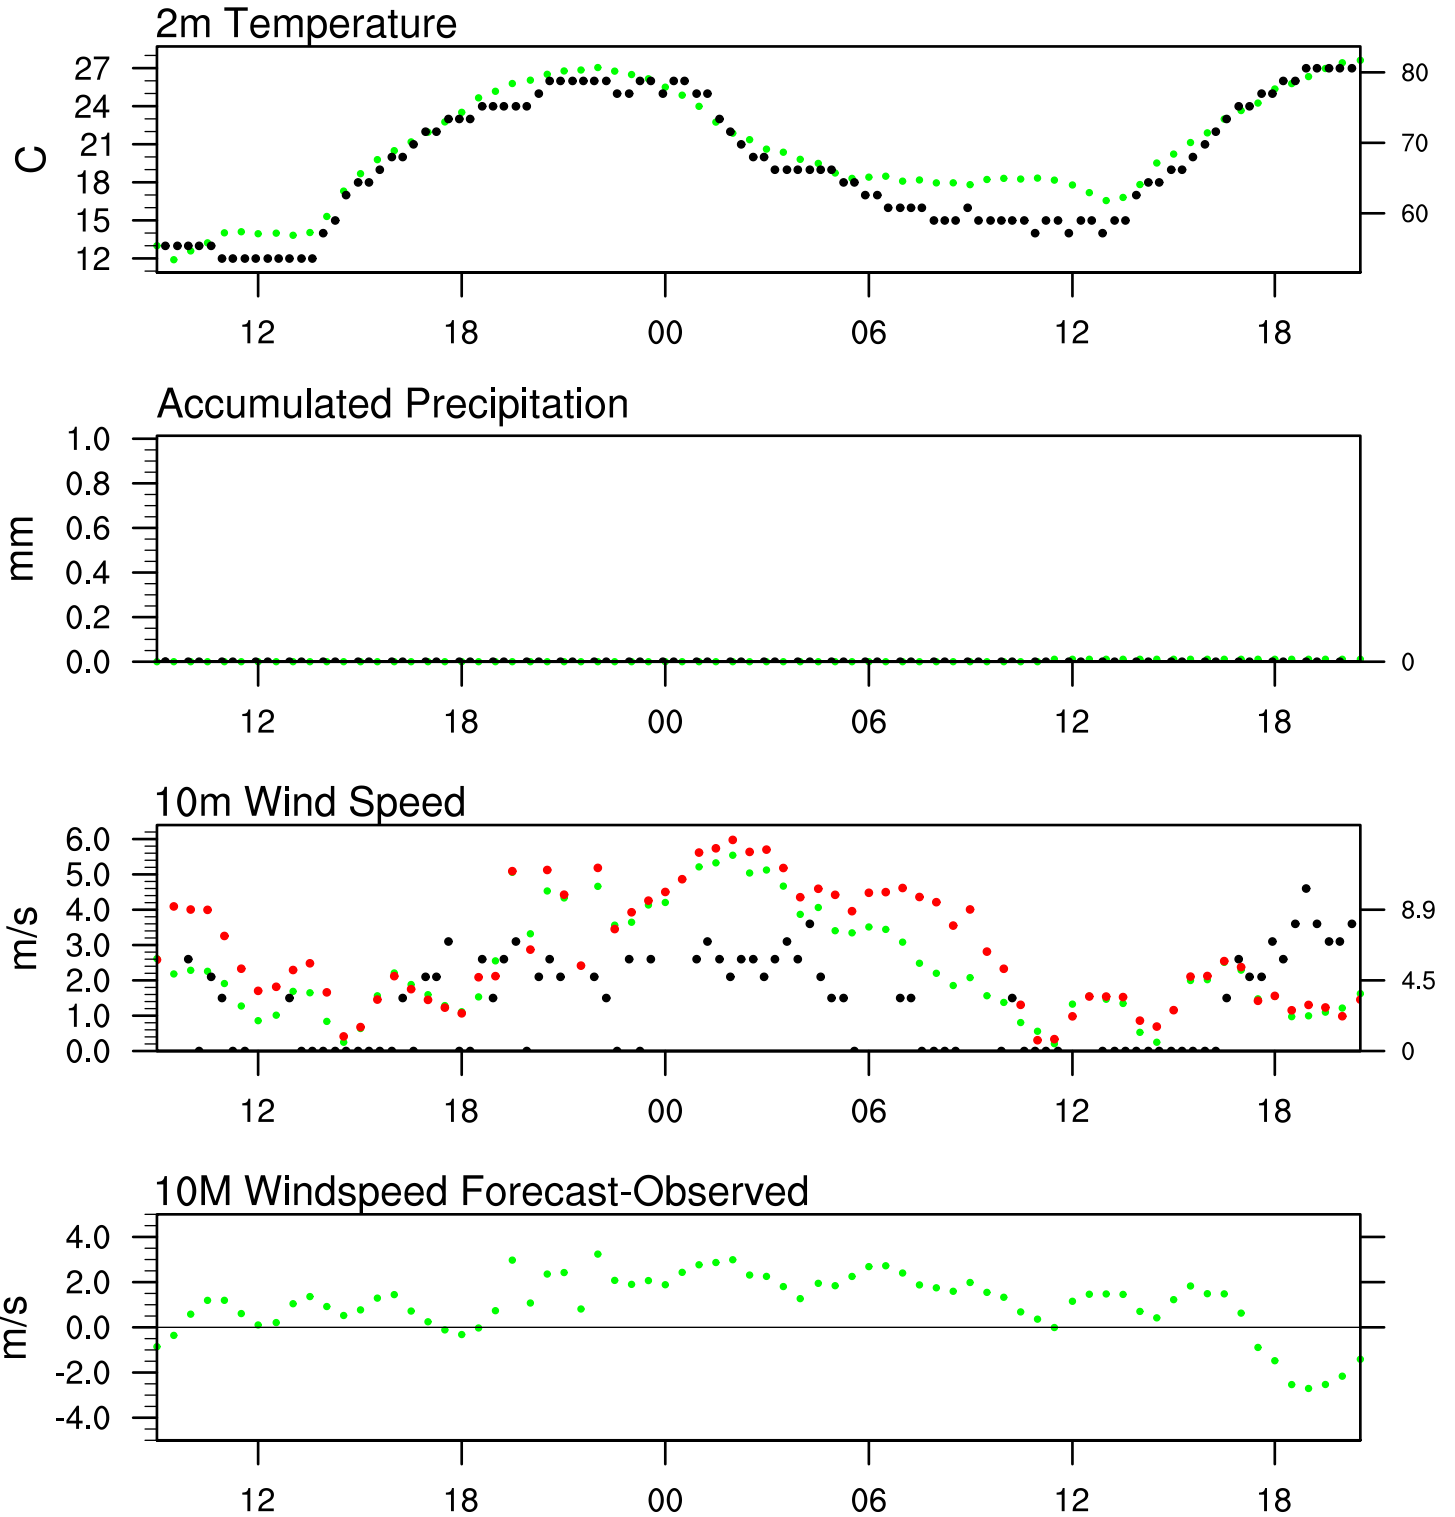 2m Temperature
27
24
21
18
15
12
C
80
70
60
12 18 00 06 12 18
Accumulated Precipitation
1.0
0.8
0.6
0.4
0.2
0.0
mm
0
12 18 00 06 12 18
10m Wind Speed
6.0
5.0
4.0
3.0
2.0
1.0
0.0
m/s
8.9
4.5
0
12 18 00 06 12 18
10M Windspeed Forecast-Observed
4.0
2.0
0.0
-2.0
-4.0
m/s
12 18 00 06 12 18